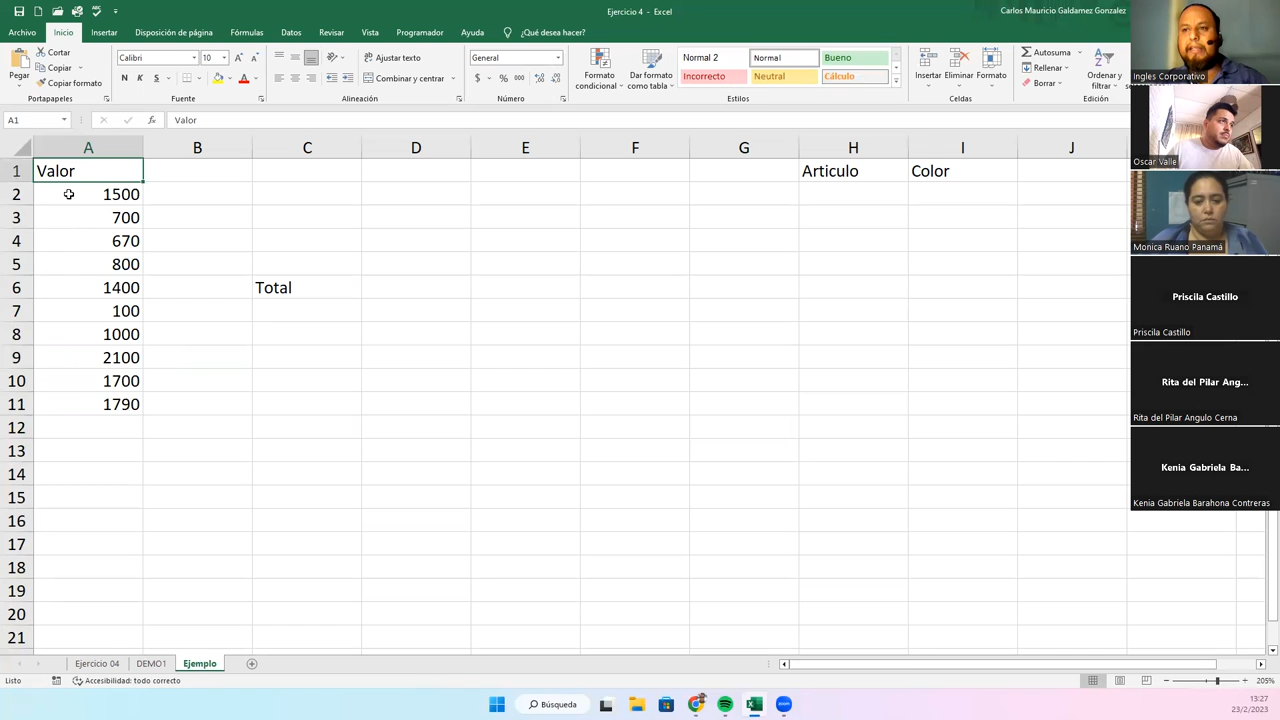 Ejercicio 4 - Excel
Carlos Mauricio Galdamez Gonzalez
Archivo Inicio Insertar Disposición de página Fórmulas Datos Revisar Vista Programador Ayuda ¿Qué desea hacer?
Pegar
Cortar
Copiar
Copiar formato
Portapapeles
Calibri 10
N K S
Fuente
Ajustar texto
Combinar y centrar
Alineación
General
$ % 000
Número
Formato condicional
Dar formato como tabla
Normal 2 Normal Bueno
Incorrecto Neutral Cálculo
Estilos
Insertar Eliminar Formato
Celdas
Autosuma
Rellenar
Borrar
Ordenar y filtrar
Edición
A1 fx Valor
A B C D E F G H I J
1 Valor Articulo Color
2 1500
3 700
4 670
5 800
6 1400 Total
7 100
8 1000
9 2100
10 1700
11 1790
12
13
14
15
16
17
18
19
20
21
Ejercicio 04 DEMO1 Ejemplo
Listo Accesibilidad: todo correcto 205%
Búsqueda
zoom
13:27
23/2/2023
Ingles Corporativo
Oscar Valle
Monica Ruano Panamá
Priscila Castillo
Priscila Castillo
Rita del Pilar Ang...
Rita del Pilar Angulo Cerna
Kenia Gabriela Ba...
Kenia Gabriela Barahona Contreras